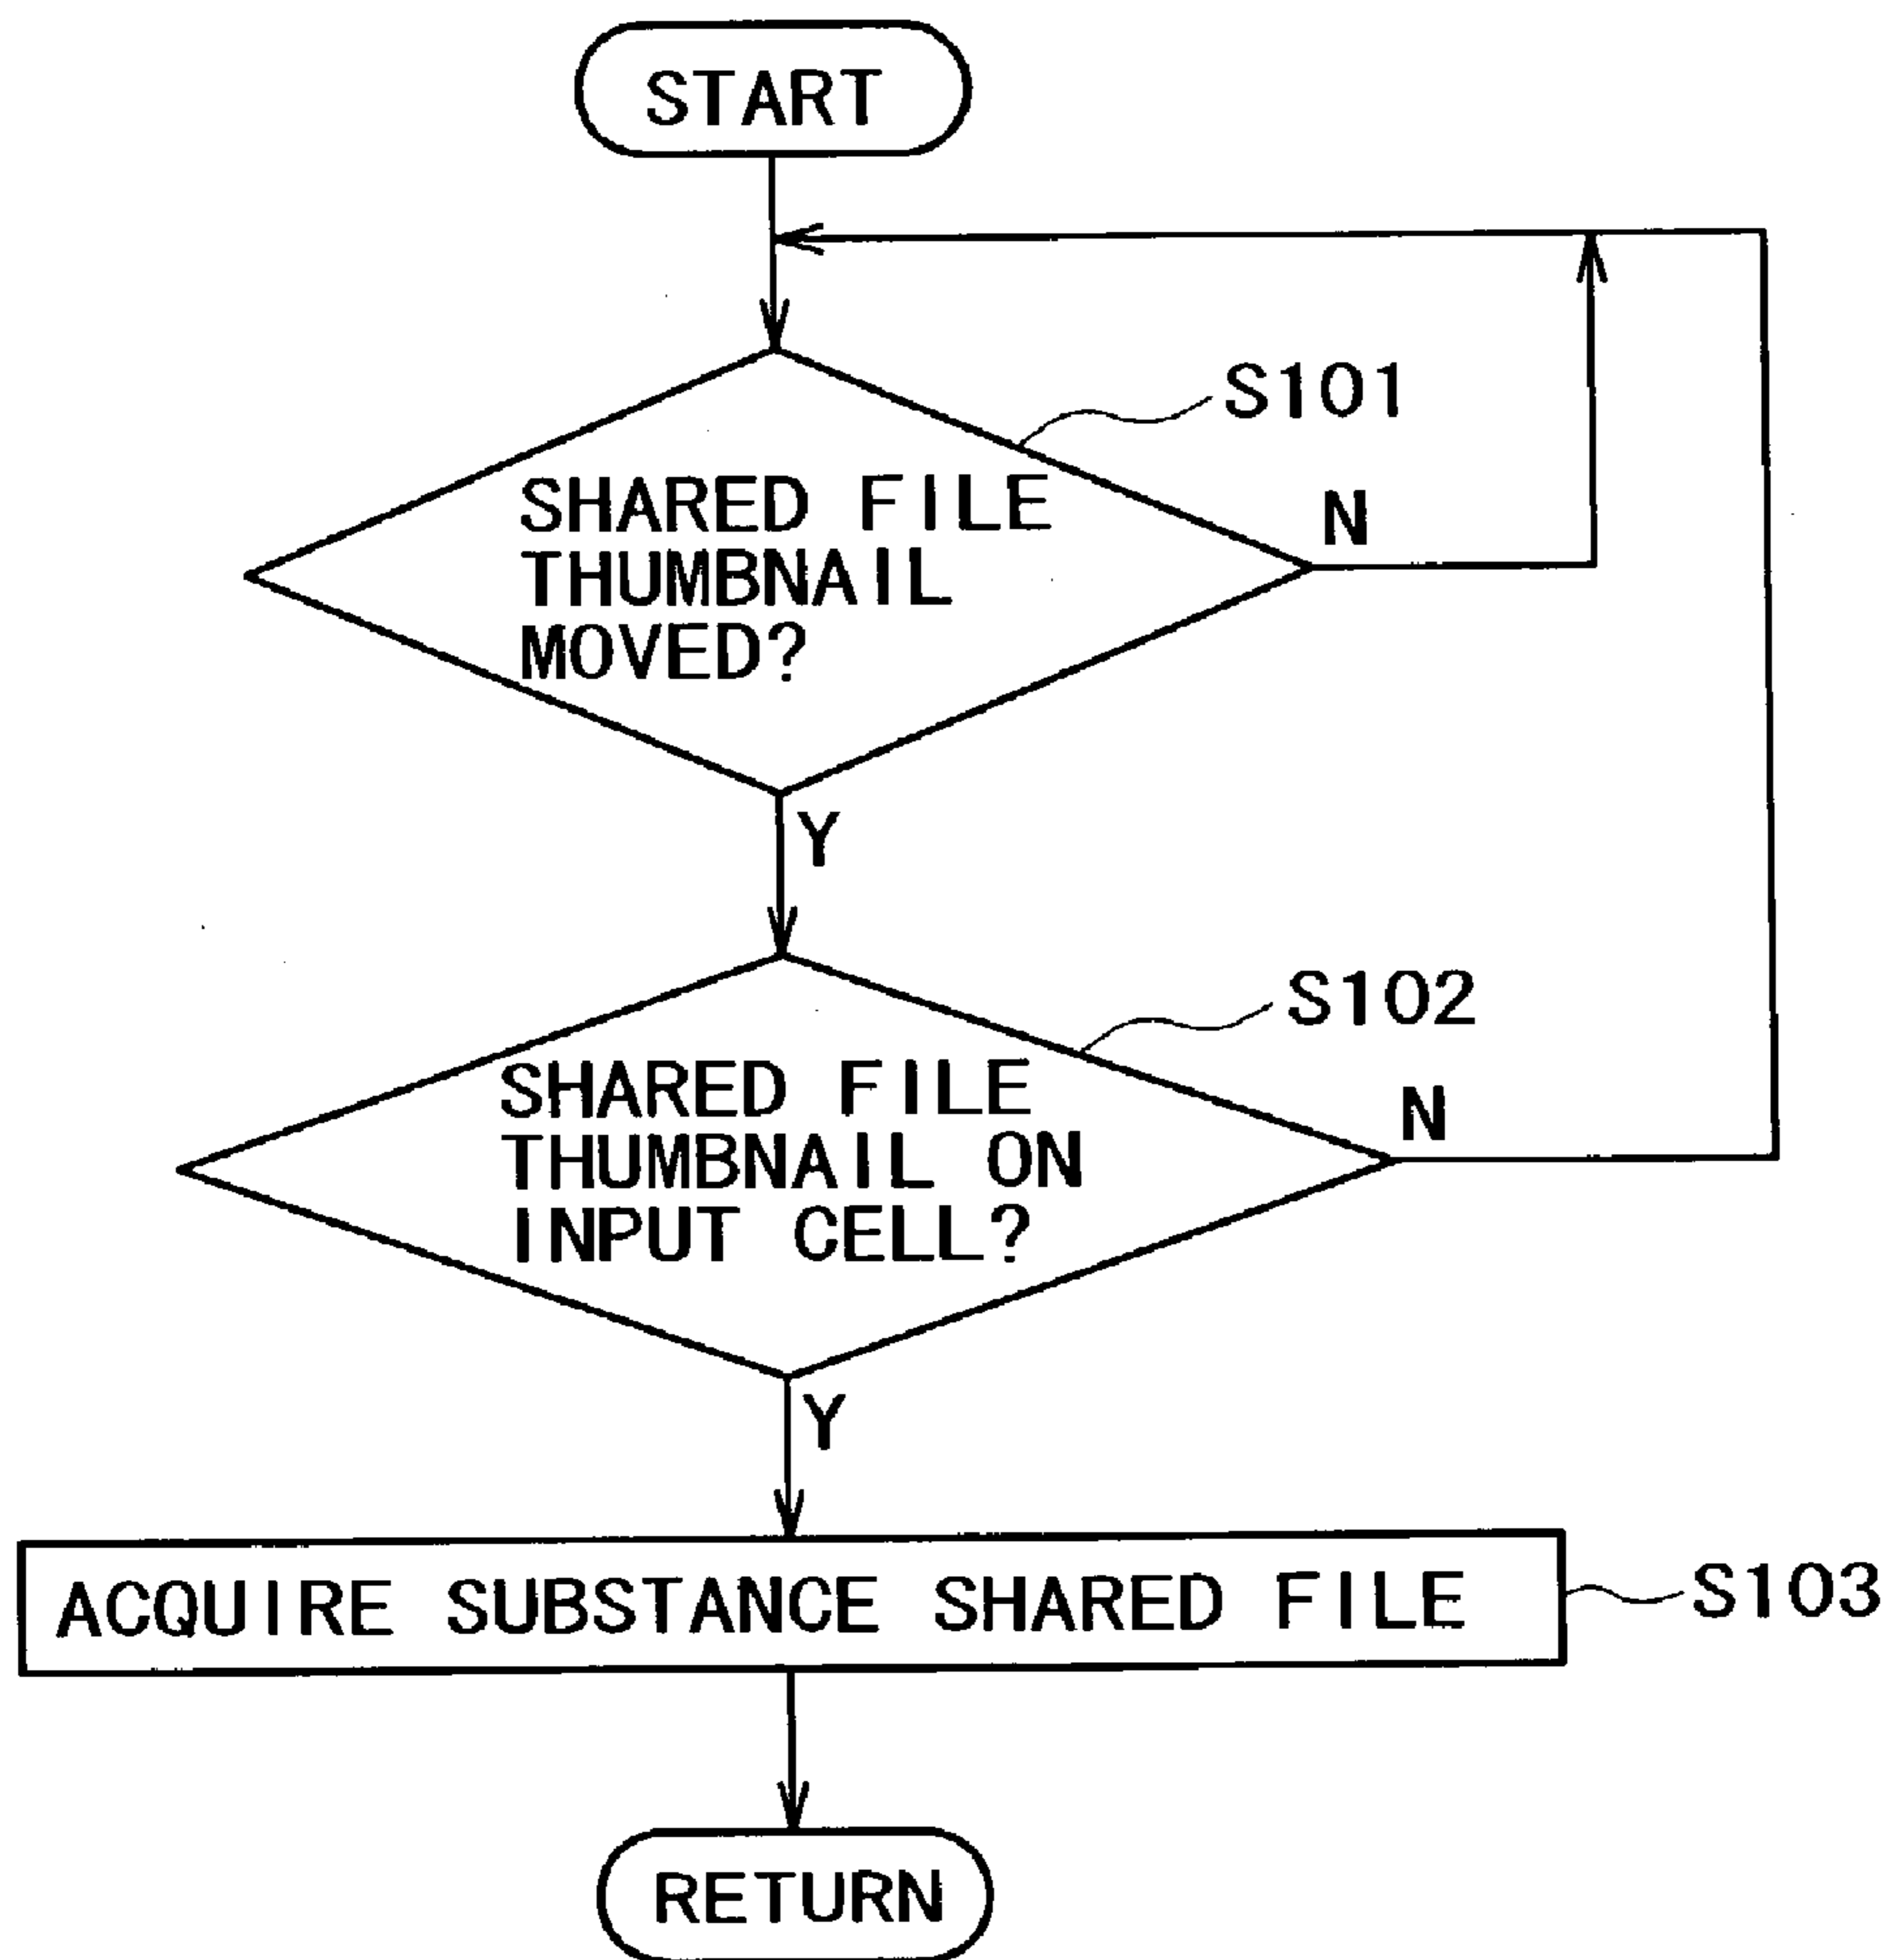 START
S101
SHARED FILE
THUMBNAIL
MOVED?
N
Y
S102
SHARED FILE
THUMBNAIL ON
INPUT CELL?
N
Y
ACQUIRE SUBSTANCE SHARED FILE
S103
RETURN